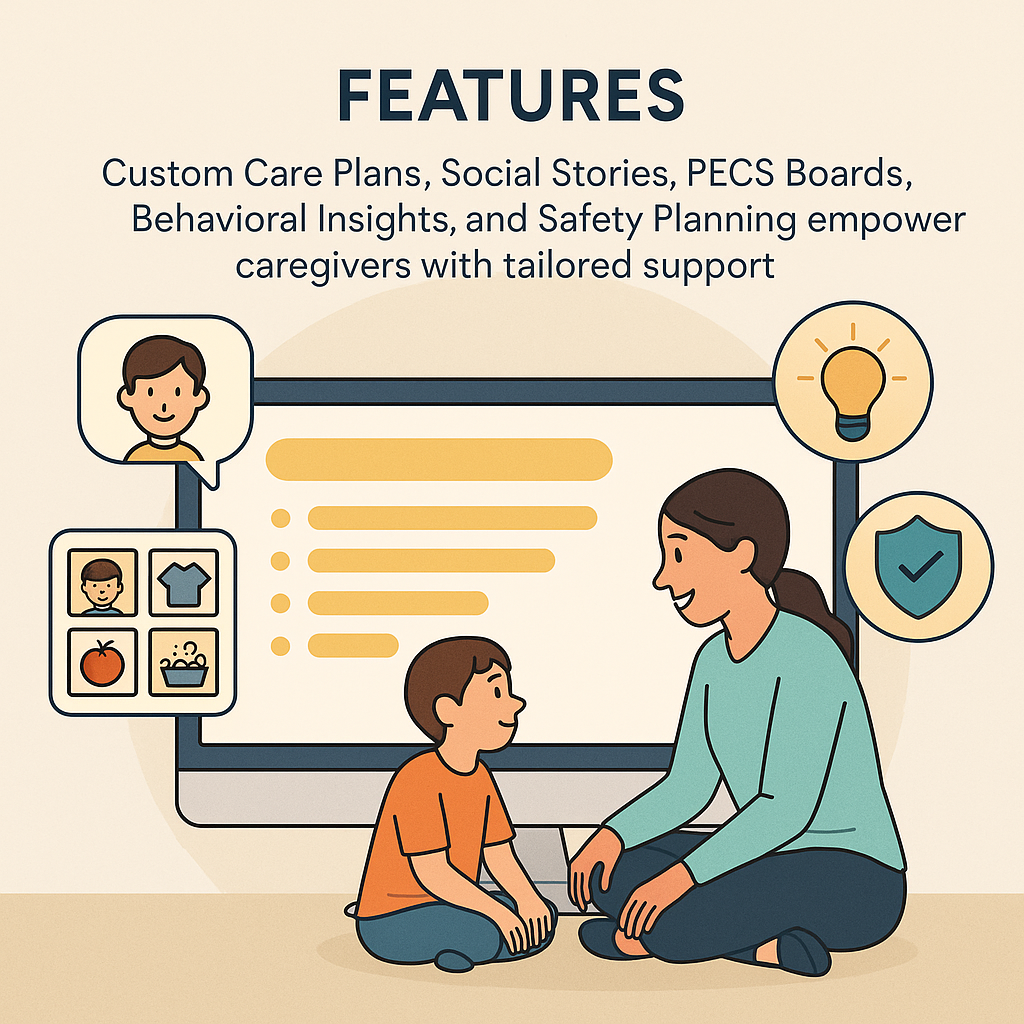 FEATURES
Custom Care Plans, Social Stories, PECS Boards,
Behavioral Insights, and Safety Planning empower
caregivers with tailored support